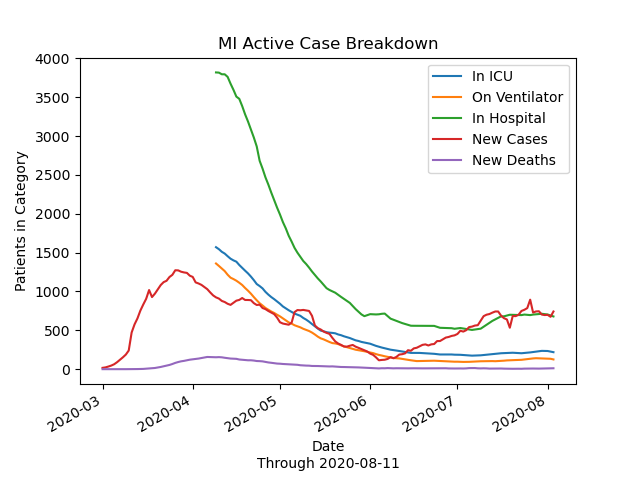 MI Active Case Breakdown
4000
3500
3000
2500
2000
1500
1000
500
0
Patients in Category
In ICU
On Ventilator
In Hospital
New Cases
New Deaths
2020-03
2020-04
2020-05
2020-06
2020-07
2020-08
Date
Through 2020-08-11